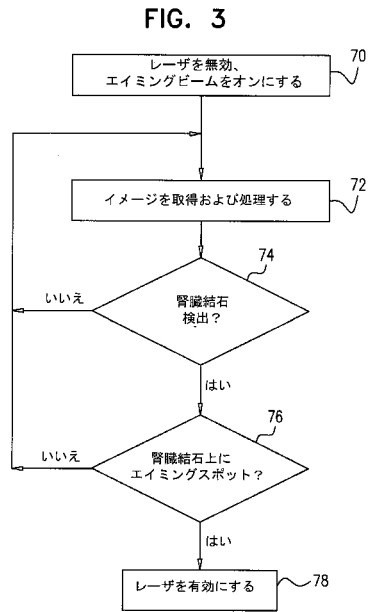 FIG. 3
70
レーザを無効、
エイミングビームをオンにする
72
イメージを取得および処理する
74
腎臓結石
検出？
いいえ
はい
76
腎臓結石上に
エイミングスポット？
いいえ
はい
レーザを有効にする
78